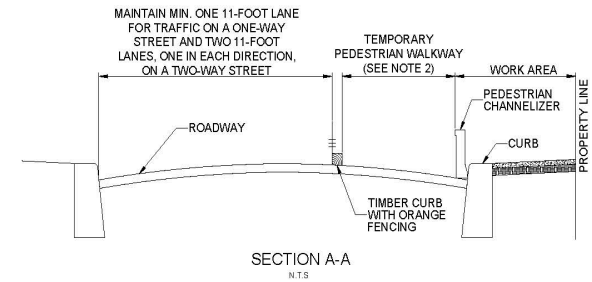 MAINTAIN MIN. ONE 11-FOOT LANE
FOR TRAFFIC ON A ONE-WAY
STREET AND TWO 11-FOOT
LANES, ONE IN EACH DIRECTION,
ON A TWO-WAY STREET
TEMPORARY
PEDESTRIAN WALKWAY
(SEE NOTE 2)
WORK AREA
PROPERTY LINE
PEDESTRIAN
CHANNELIZER
ROADWAY
CURB
TIMBER CURB
WITH ORANGE
FENCING
SECTION A-A
N.T.S